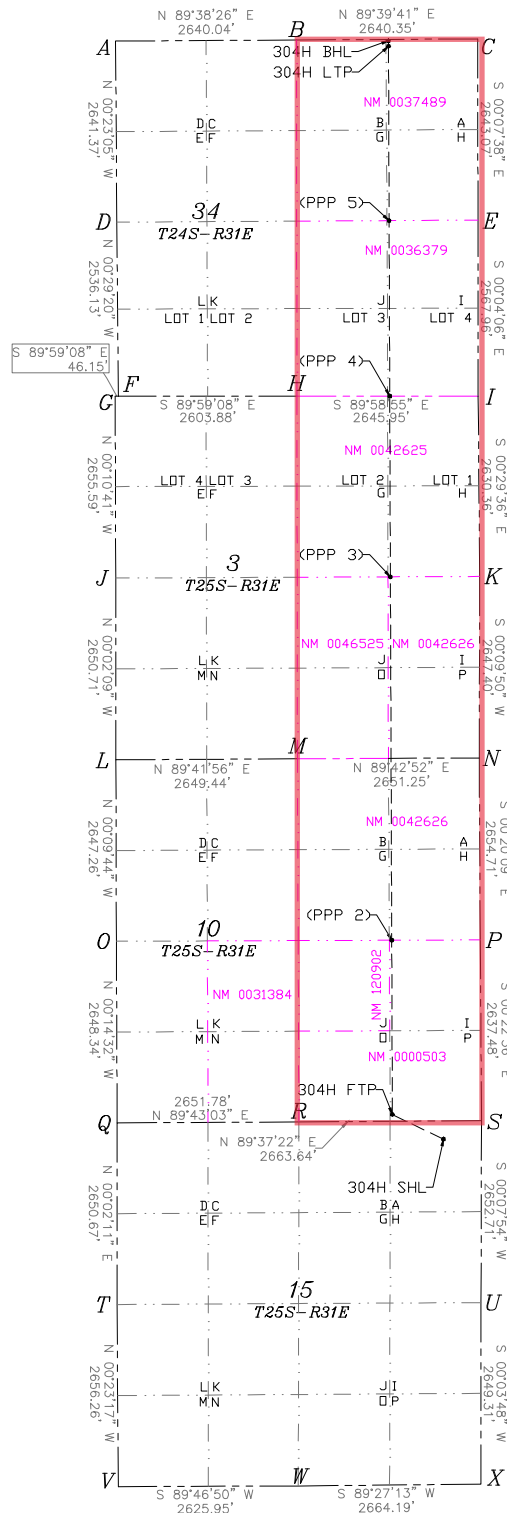 N 89°38'26" E
2640.04'
N 89°39'41" E
2640.35'
A
B
C
304H BHL
304H LTP
NM 0037489
N 00°23'05" W
2641.37'
S 00°07'38" E
2643.07'
D C
E F
B
G
A
H
D
34
T24S-R31E
(PPP 5)
E
NM 0036379
N 00°29'20" W
2536.13'
S 00°04'06" E
2567.96'
L K
LOT 1 LOT 2
J
LOT 3
I
LOT 4
S 89°59'08" E
46.15'
(PPP 4)
F
G
H
I
S 89°59'08" E
2603.88'
S 89°58'55" E
2645.95'
NM 0042625
N 00°10'41" W
2655.59'
S 00°29'36" E
2630.36'
LOT 4 LOT 3
E F
LOT 2
G
LOT 1
H
J
3
T25S-R31E
(PPP 3)
K
NM 0046525 NM 0042626
N 00°02'09" W
2650.71'
S 00°09'50" W
2647.40'
L K
M N
J
O
I
P
L
M
N
N 89°41'56" E
2649.44'
N 89°42'52" E
2651.25'
NM 0042626
N 00°09'44" W
2647.26'
S 00°20'09" E
2654.71'
D C
E F
B
G
A
H
(PPP 2)
O
10
T25S-R31E
P
NM 120902
NM 0031384
N 00°14'32" W
2648.34'
2637.48'
L K
M N
J
O
I
P
NM 0000503
304H FTP
2651.78'
N 89°43'03" E
Q
R
S
N 89°37'22" E
2663.64'
304H SHL
N 00°02'11" E
2650.67'
S 00°07'54" W
2652.71'
D C
E F
B A
G H
T
15
T25S-R31E
U
N 00°23'17" W
2656.26'
S 00°03'48" W
2649.31'
L K
M N
J I
O P
V
W
X
S 89°46'50" W
2625.95'
S 89°27'13" W
2664.19'